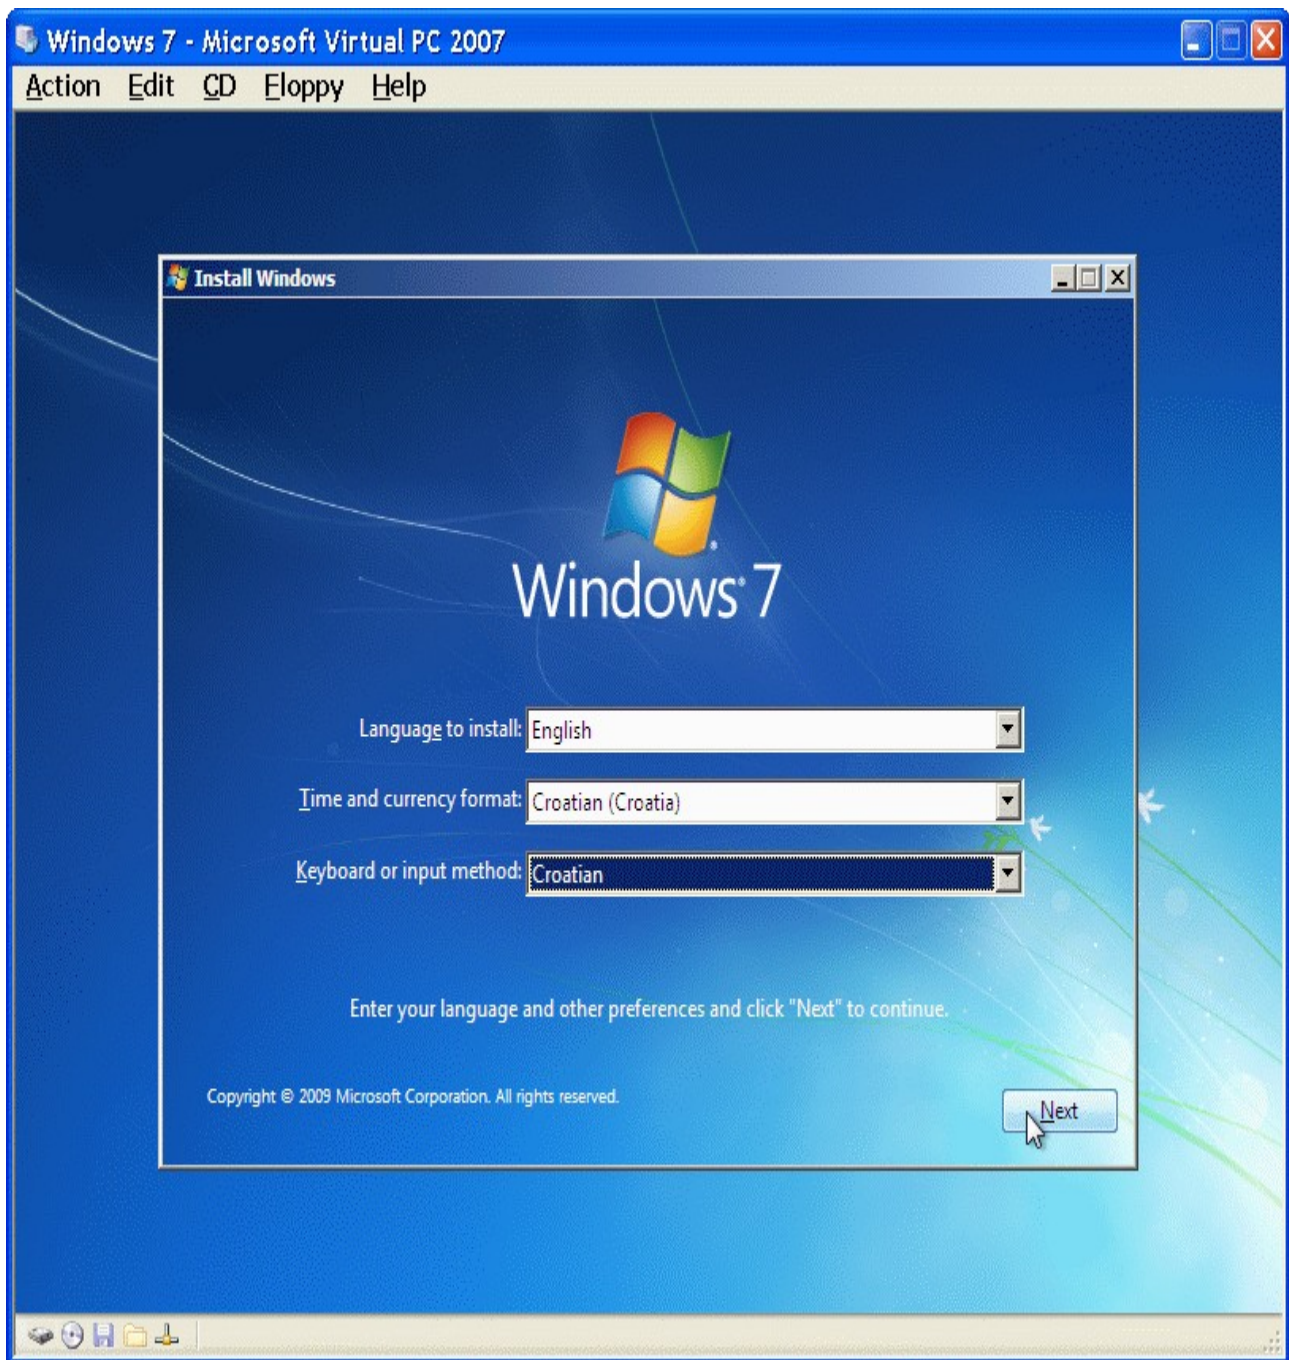 Windows 7 - Microsoft Virtual PC 2007
Action Edit CD Floppy Help
Install Windows
Windows® 7
Language to install: English
Time and currency format: Croatian (Croatia)
Keyboard or input method: Croatian
Enter your language and other preferences and click "Next" to continue.
Copyright © 2009 Microsoft Corporation. All rights reserved.
Next